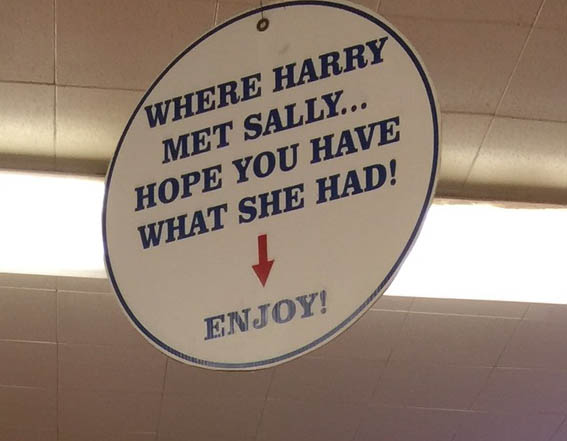 WHERE HARRY
MET SALLY...
HOPE YOU HAVE
WHAT SHE HAD!
ENJOY!